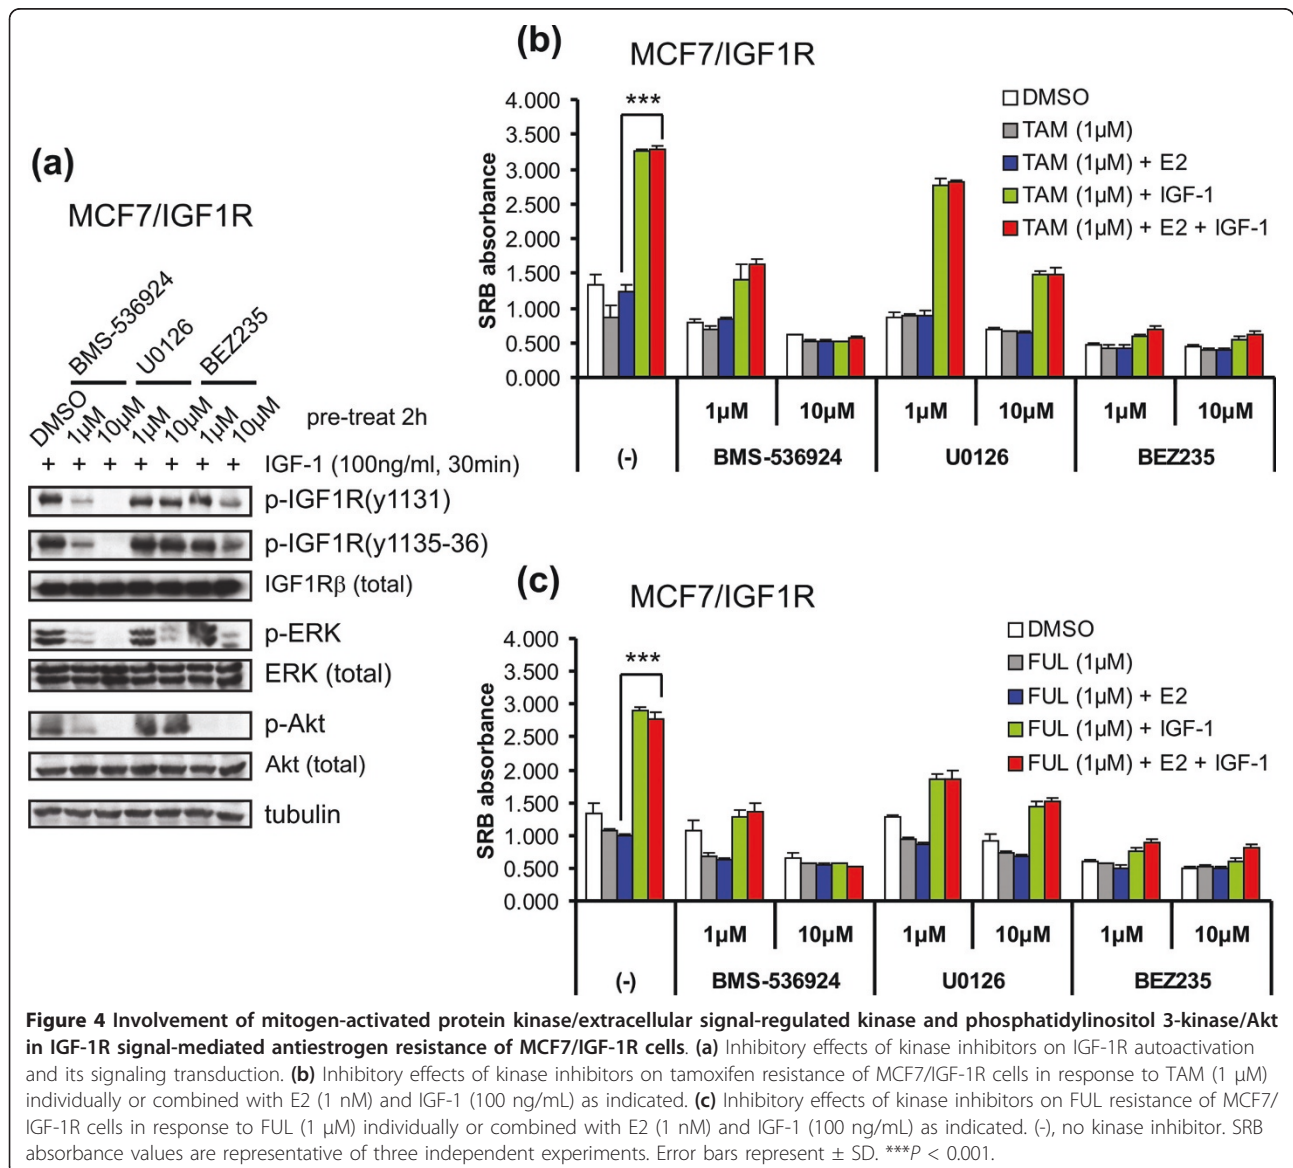 (a)
MCF7/IGF1R
BMS-536924
U0126
BEZ235
DMSO
1µM
10µM
1µM
10µM
1µM
10µM
pre-treat 2h
+ + + + + + + IGF-1 (100ng/ml, 30min)
p-IGF1R(y1131)
p-IGF1R(y1135-36)
IGF1Rβ (total)
p-ERK
ERK (total)
p-Akt
Akt (total)
tubulin
(b)
MCF7/IGF1R
DMSO
TAM (1µM)
TAM (1µM) + E2
TAM (1µM) + IGF-1
TAM (1µM) + E2 + IGF-1
***
SRB absorbance
4.000
3.500
3.000
2.500
2.000
1.500
1.000
0.500
0.000
1µM 10µM 1µM 10µM 1µM 10µM
(-) BMS-536924 U0126 BEZ235
(c)
MCF7/IGF1R
DMSO
FUL (1µM)
FUL (1µM) + E2
FUL (1µM) + IGF-1
FUL (1µM) + E2 + IGF-1
***
SRB absorbance
4.000
3.500
3.000
2.500
2.000
1.500
1.000
0.500
0.000
1µM 10µM 1µM 10µM 1µM 10µM
(-) BMS-536924 U0126 BEZ235
Figure 4 Involvement of mitogen-activated protein kinase/extracellular signal-regulated kinase and phosphatidylinositol 3-kinase/Akt
in IGF-1R signal-mediated antiestrogen resistance of MCF7/IGF-1R cells. (a) Inhibitory effects of kinase inhibitors on IGF-1R autoactivation
and its signaling transduction. (b) Inhibitory effects of kinase inhibitors on tamoxifen resistance of MCF7/IGF-1R cells in response to TAM (1 µM)
individually or combined with E2 (1 nM) and IGF-1 (100 ng/mL) as indicated. (c) Inhibitory effects of kinase inhibitors on FUL resistance of MCF7/
IGF-1R cells in response to FUL (1 µM) individually or combined with E2 (1 nM) and IGF-1 (100 ng/mL) as indicated. (-), no kinase inhibitor. SRB
absorbance values are representative of three independent experiments. Error bars represent ± SD. ***P < 0.001.